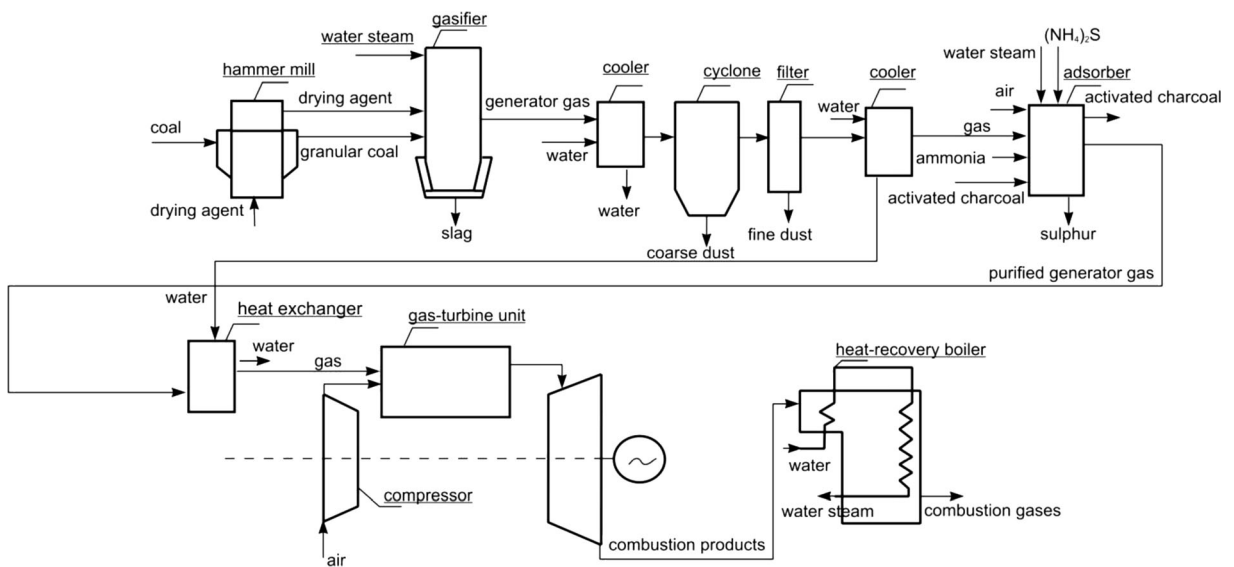 gasifier
(NH₄)₂S
water steam
water steam
hammer mill
cooler
cyclone
filter
cooler
adsorber
drying agent
generator gas
water
air
activated charcoal
coal
gas
granular coal
water
ammonia
activated charcoal
drying agent
water
slag
fine dust
sulphur
coarse dust
purified generator gas
water
heat exchanger
gas-turbine unit
water
gas
heat-recovery boiler
water
compressor
water steam
combustion gases
combustion products
air